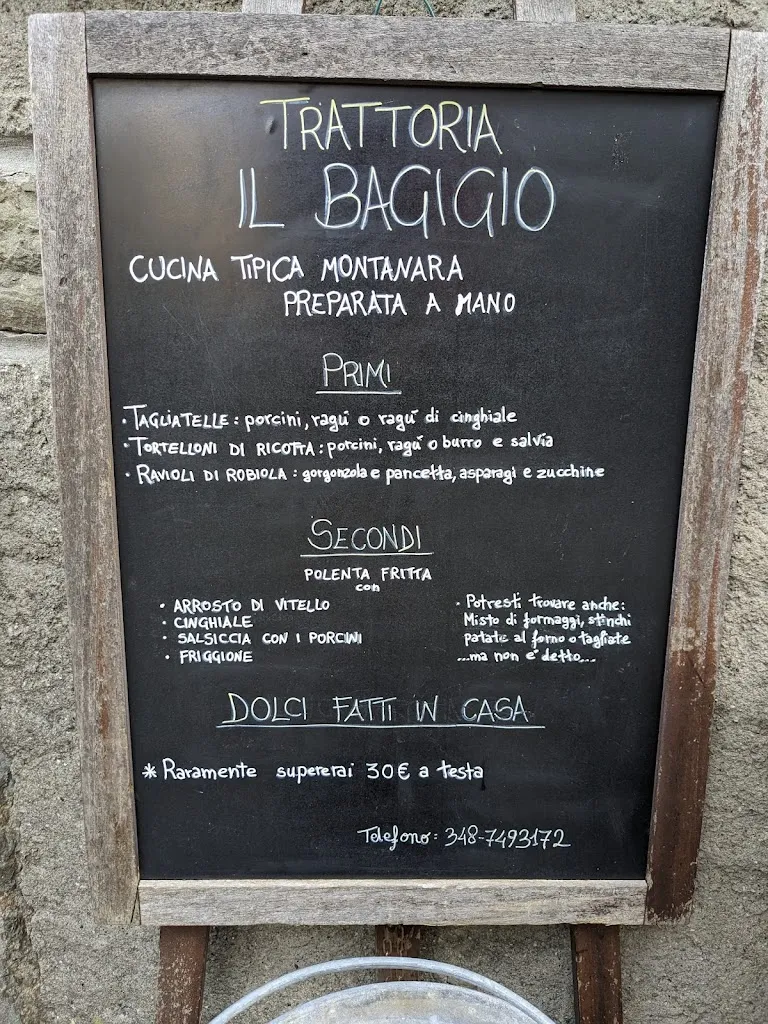 TRATTORIA
IL BAGIGIO
CUCINA TIPICA MONTANARA
PREPARATA A MANO
PRIMI
· TAGLIATELLE : porcini, ragú o ragú di cinghiale
· TORTELLONI DI RICOTTA : porcini, ragú o burro e salvia
· RAVIOLI DI ROBIOLA : gorgonzola e pancetta, asparagi e zucchine
SECONDI
POLENTA FRITTA
con
· ARROSTO DI VITELLO
· CINGHIALE
· SALSICCIA CON I PORCINI
· FRIGGIONE
· Potresti trovare anche:
Misto di formaggi, stinchi
patate al forno o tagliate
...ma non é detto...
DOLCI FATTI IN CASA
* Raramente supererai 30€ a testa
Telefono: 348-7493172